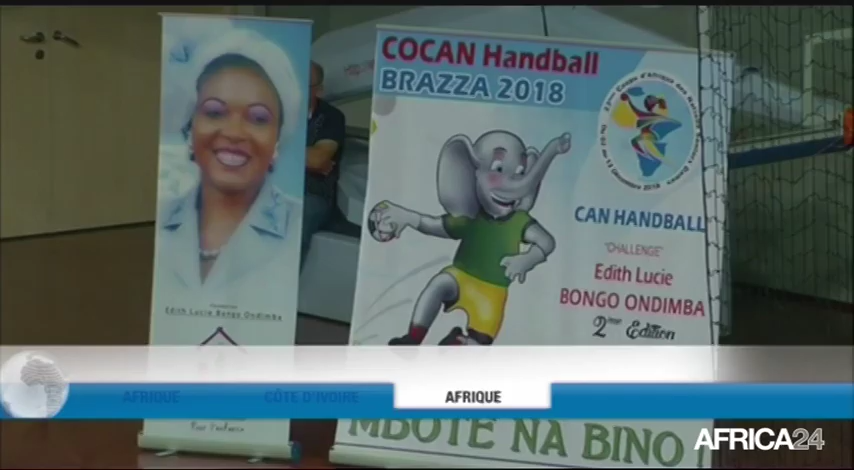 COCAN Handball
BRAZZA 2018
CAN HANDBALL
"CHALLENGE"
Edith Lucie
BONGO ONDIMBA
2ème Edition
Edith Lucie Bongo Ondimba
AFRIQUE
CÔTE D'IVOIRE
AFRIQUE
MBOTE NA BINO
AFRICA24